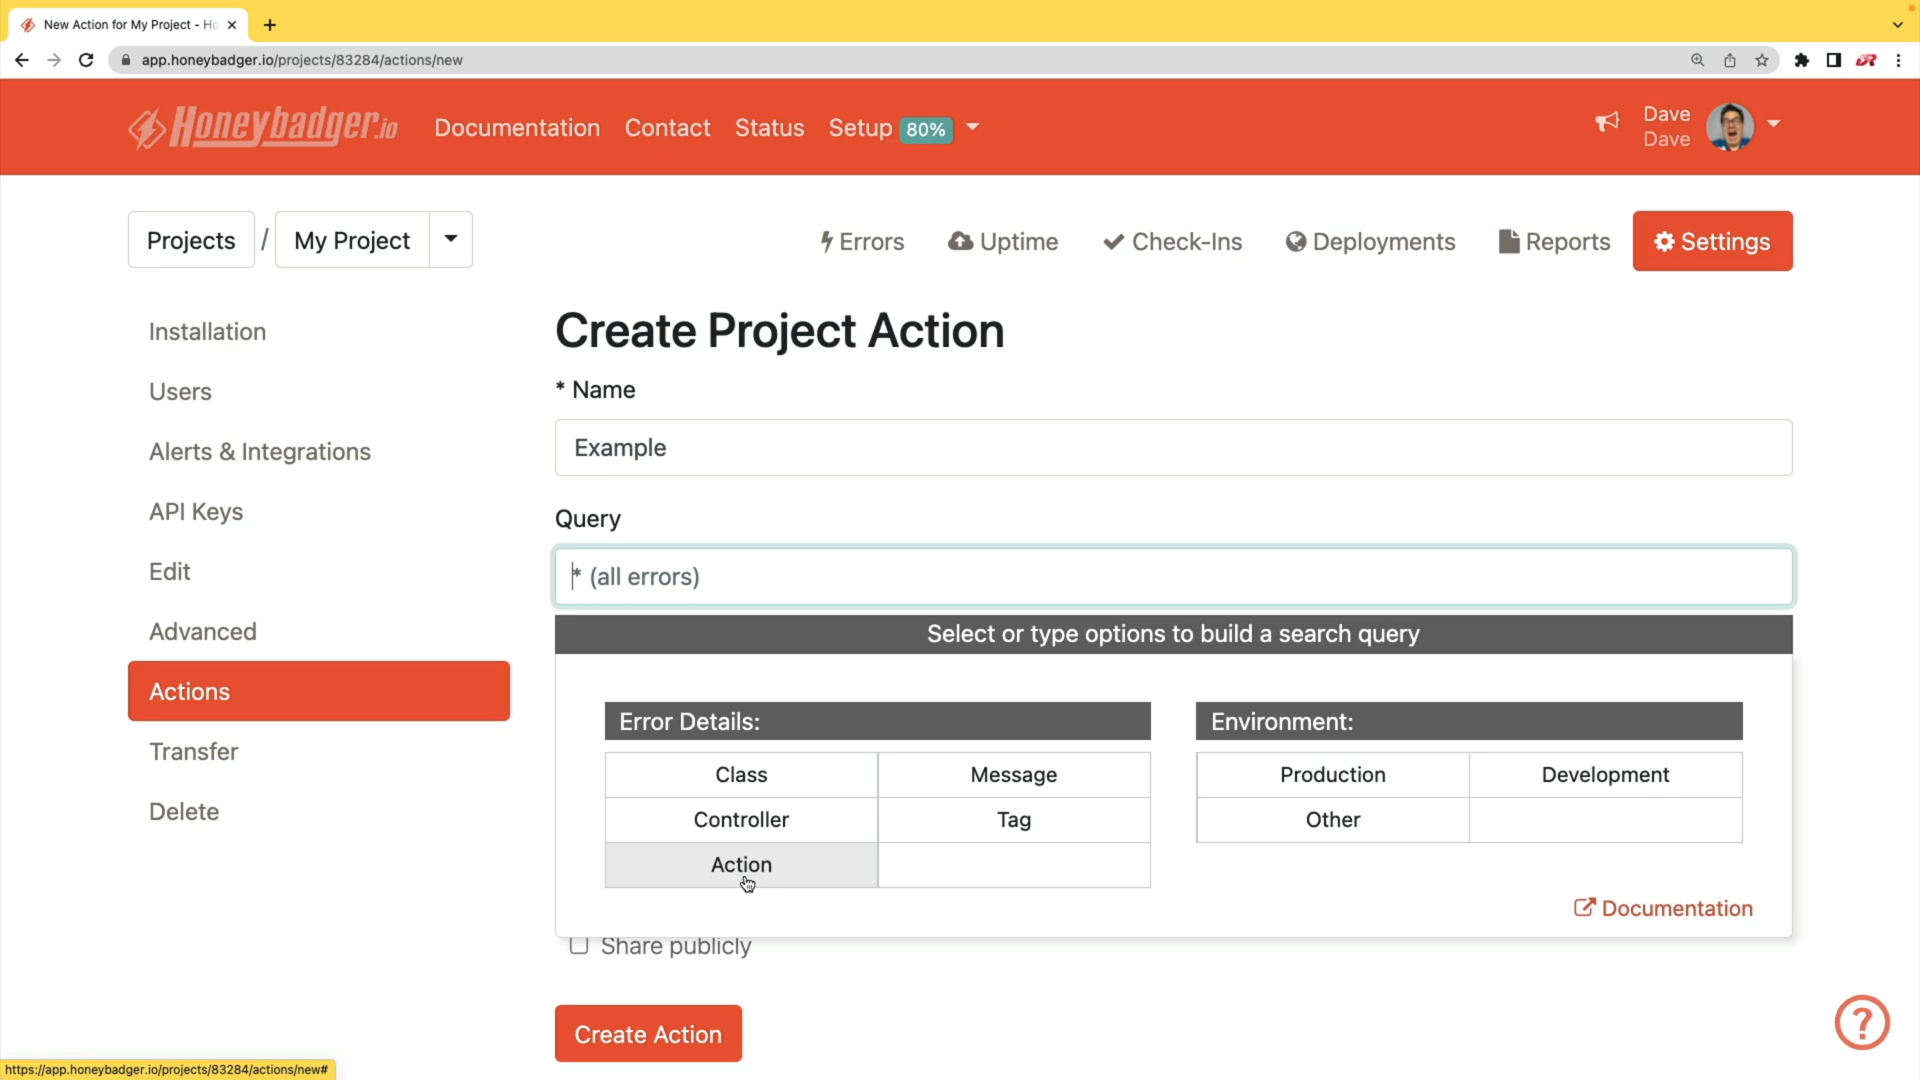 New Action for My Project - Ho
app.honeybadger.io/projects/83284/actions/new
Honeybadger.io
Documentation
Contact
Status
Setup 80%
Dave
Dave
Projects / My Project
Errors
Uptime
Check-Ins
Deployments
Reports
Settings
Installation
Users
Alerts & Integrations
API Keys
Edit
Advanced
Actions
Transfer
Delete
Create Project Action
* Name
Example
Query
* (all errors)
Select or type options to build a search query
Error Details:
Class
Message
Controller
Tag
Action
Environment:
Production
Development
Other
Documentation
Share publicly
Create Action
?
https://app.honeybadger.io/projects/83284/actions/new#